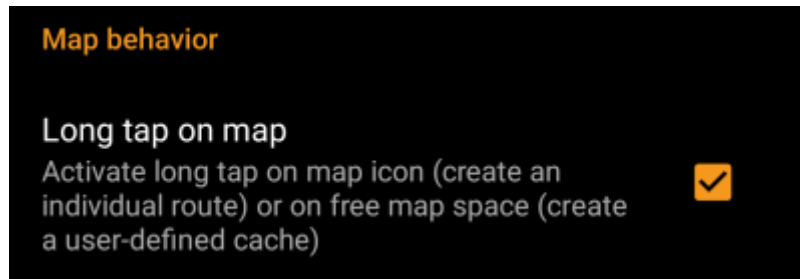 Map behavior
Long tap on map
Activate long tap on map icon (create an
individual route) or on free map space (create
a user-defined cache)